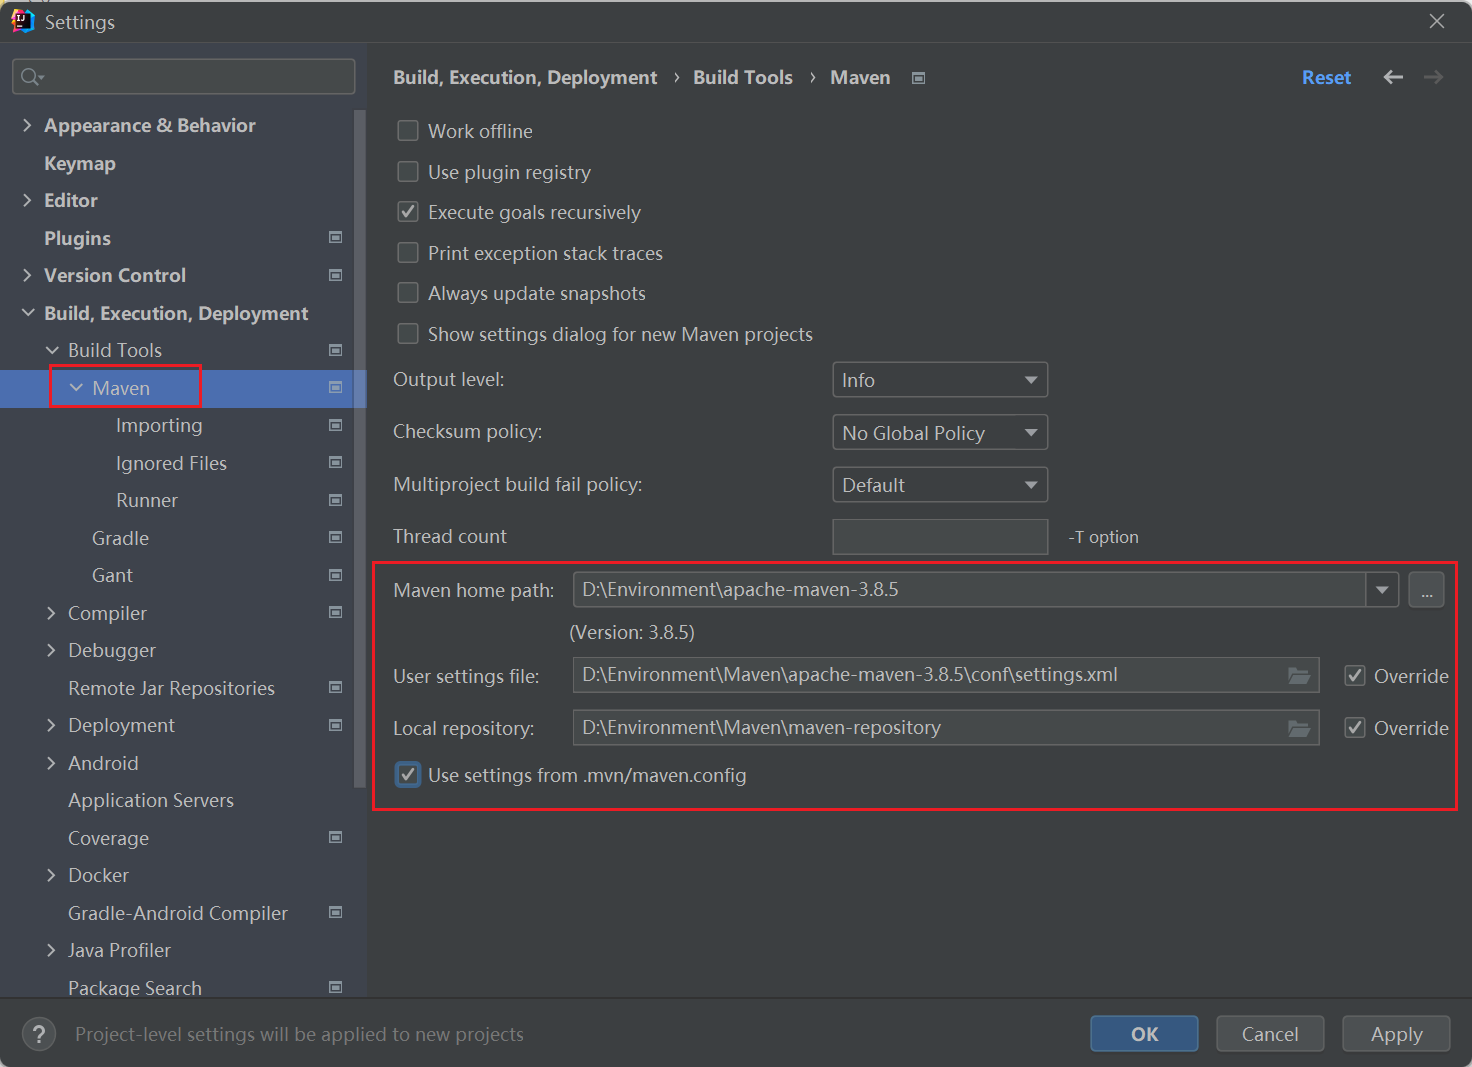 Settings
Build, Execution, Deployment › Build Tools › Maven
Reset
Appearance & Behavior
Keymap
Editor
Plugins
Version Control
Build, Execution, Deployment
Build Tools
Maven
Importing
Ignored Files
Runner
Gradle
Gant
Compiler
Debugger
Remote Jar Repositories
Deployment
Android
Application Servers
Coverage
Docker
Gradle-Android Compiler
Java Profiler
Package Search
Work offline
Use plugin registry
Execute goals recursively
Print exception stack traces
Always update snapshots
Show settings dialog for new Maven projects
Output level: Info
Checksum policy: No Global Policy
Multiproject build fail policy: Default
Thread count -T option
Maven home path: D:\Environment\apache-maven-3.8.5 ...
(Version: 3.8.5)
User settings file: D:\Environment\Maven\apache-maven-3.8.5\conf\settings.xml Override
Local repository: D:\Environment\Maven\maven-repository Override
Use settings from .mvn/maven.config
? Project-level settings will be applied to new projects
OK Cancel Apply